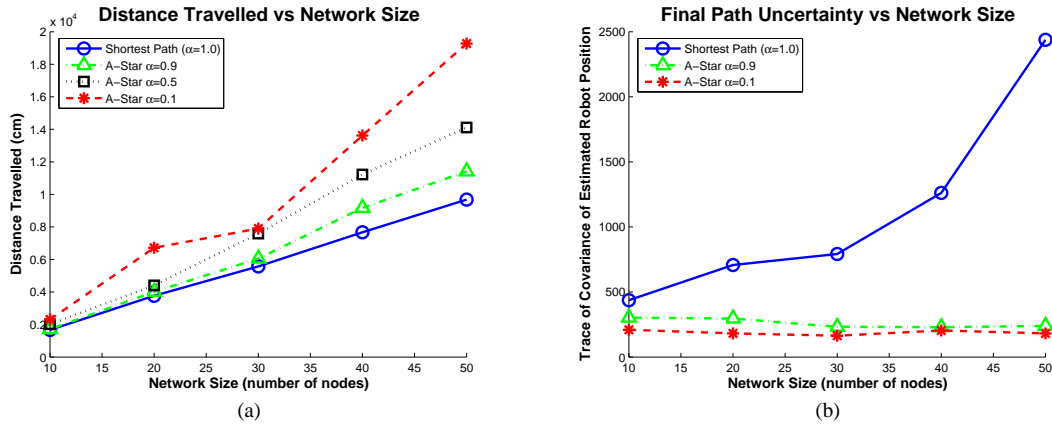 Distance Travelled vs Network Size
x 10⁴
2
1.8
1.6
1.4
1.2
1
0.8
0.6
0.4
0.2
0
Distance Travelled (cm)
Shortest Path (α=1.0)
A-Star α=0.9
A-Star α=0.5
A-Star α=0.1
10 15 20 25 30 35 40 45 50
Network Size (number of nodes)
(a)
Final Path Uncertainty vs Network Size
2500
2000
1500
1000
500
0
Trace of Covariance of Estimated Robot Position
Shortest Path (α=1.0)
A-Star α=0.9
A-Star α=0.1
10 15 20 25 30 35 40 45 50
Network Size (number of nodes)
(b)